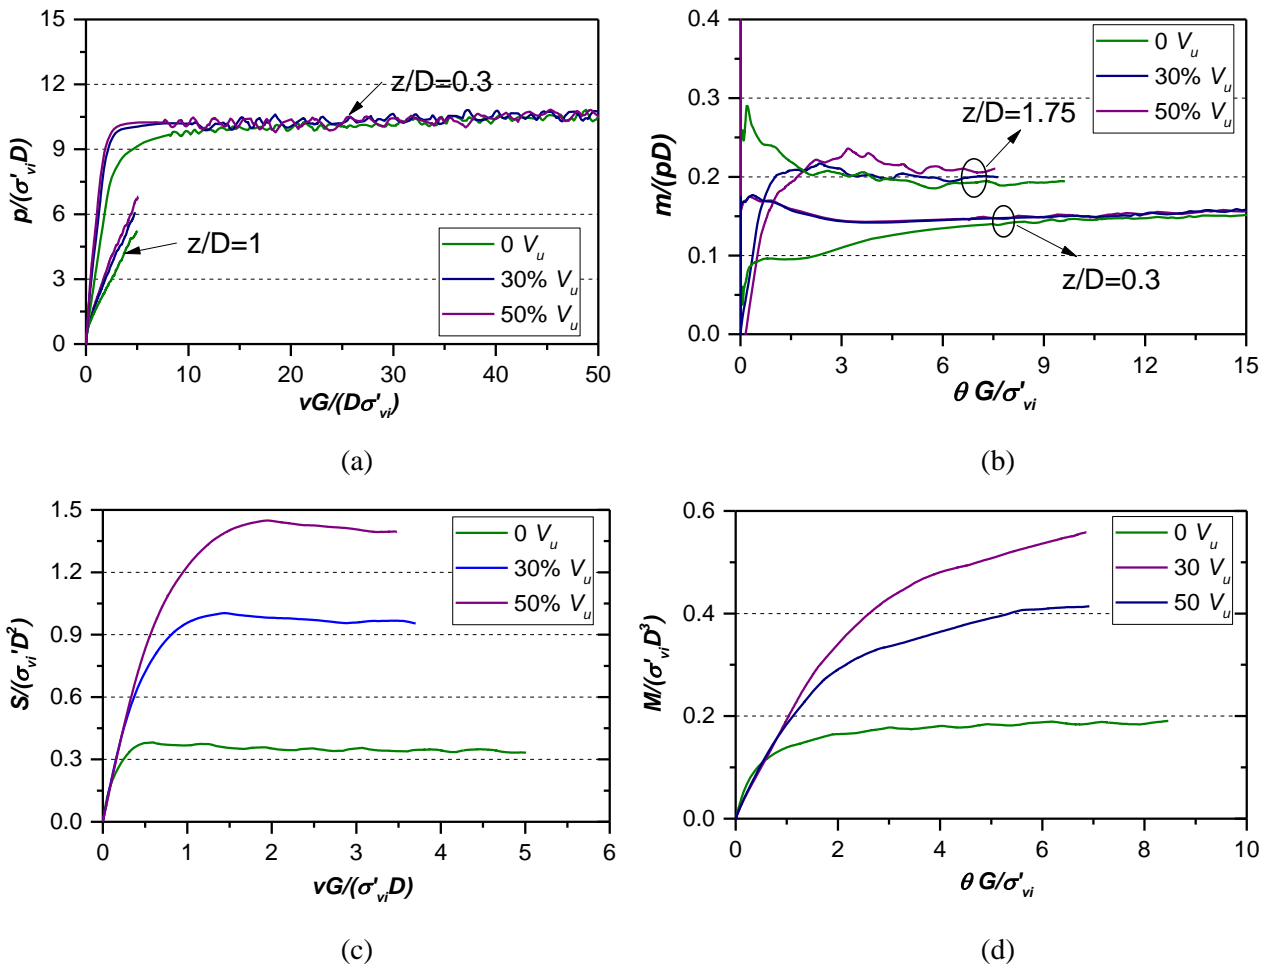 15
12
9
6
3
0
p/(σ'viD)
z/D=0.3
z/D=1
0 Vu
30% Vu
50% Vu
0 10 20 30 40 50
vG/(Dσ'vi)
(a)
0.4
0.3
0.2
0.1
0.0
m/(pD)
0 Vu
30% Vu
50% Vu
z/D=1.75
z/D=0.3
0 3 6 9 12 15
θ G/σ'vi
(b)
1.5
1.2
0.9
0.6
0.3
0.0
S/(σvi'D²)
0 Vu
30% Vu
50% Vu
0 1 2 3 4 5 6
vG/(σ'viD)
(c)
0.6
0.4
0.2
0.0
M/(σ'viD³)
0 Vu
30 Vu
50 Vu
0 2 4 6 8 10
θ G/σ'vi
(d)